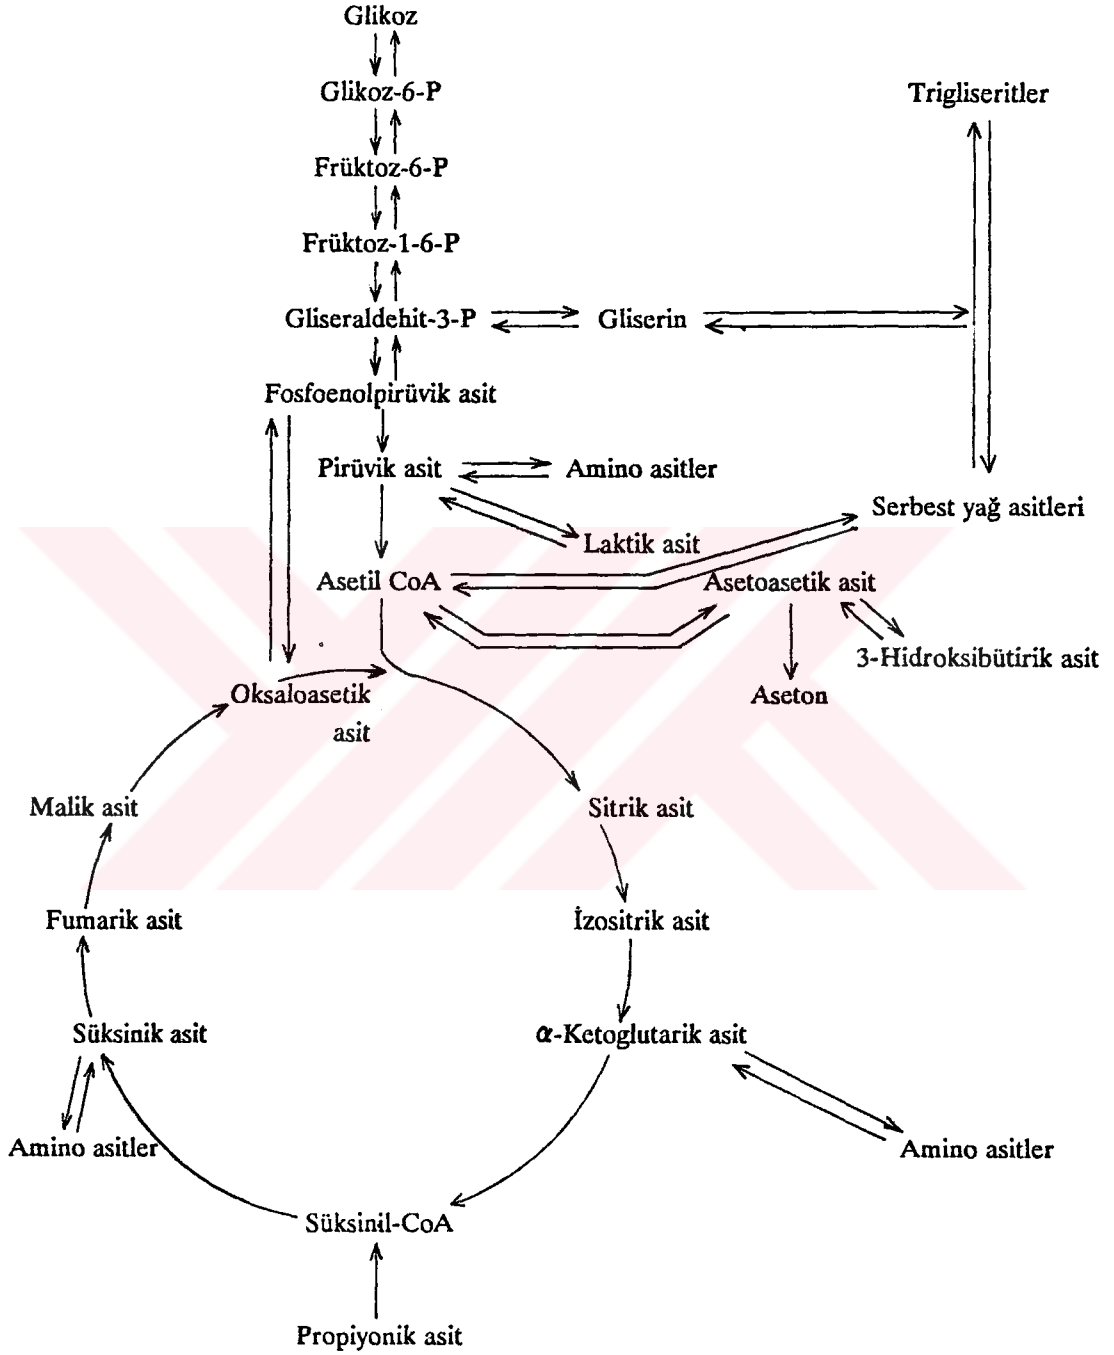 Glikoz
Glikoz-6-P
Trigliseritler
Früktoz-6-P
Früktoz-1-6-P
Gliseraldehit-3-P
Gliserin
Fosfoenolpirüvik asit
Pirüvik asit
Amino asitler
Serbest yağ asitleri
Laktik asit
Asetil CoA
Asetoasetik asit
3-Hidroksibütirik asit
Oksaloasetik
asit
Aseton
Malik asit
Sitrik asit
Fumarik asit
İzositrik asit
Süksinik asit
α-Ketoglutarik asit
Amino asitler
Amino asitler
Süksinil-CoA
Propiyonik asit